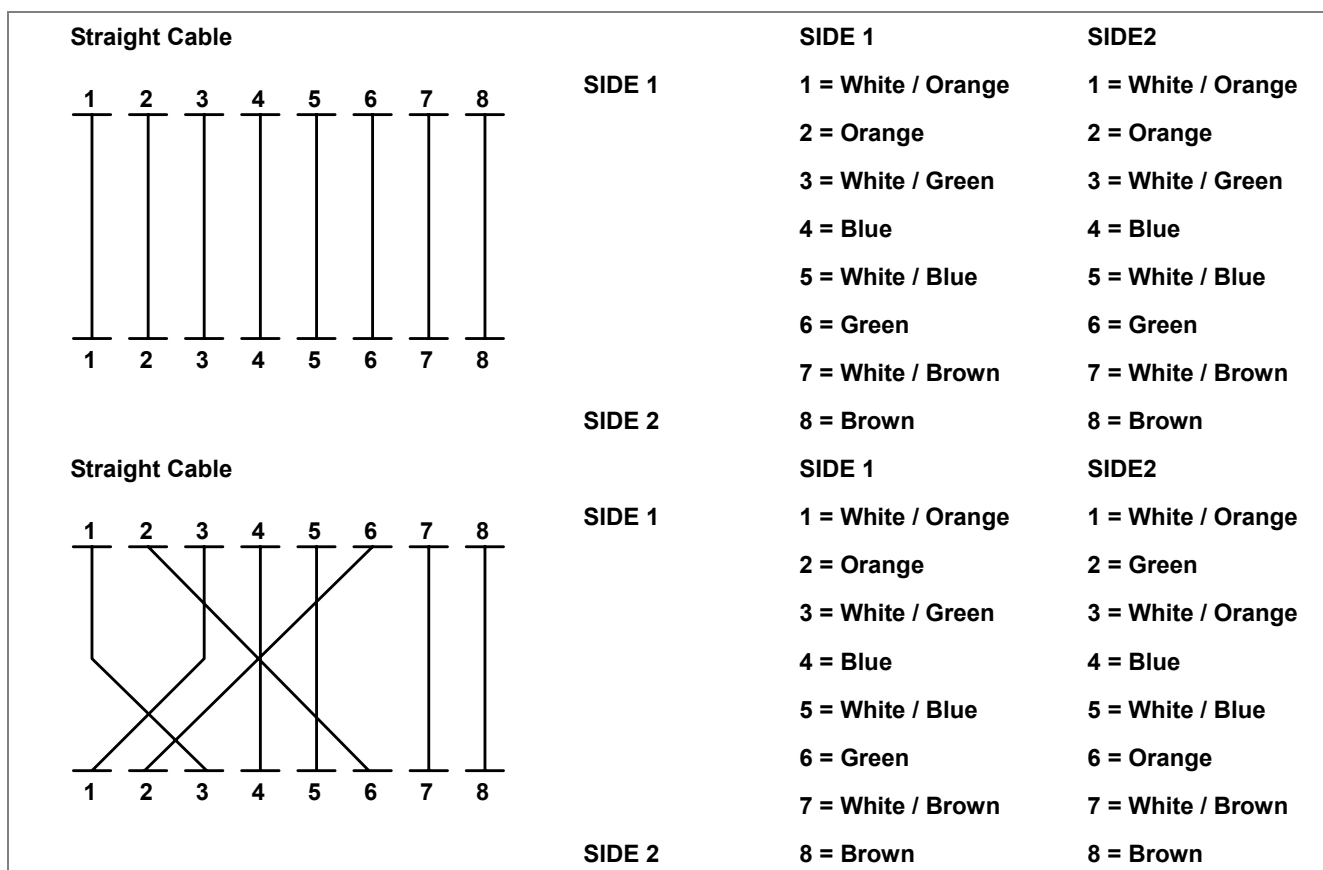 Straight Cable SIDE 1 SIDE2
SIDE 1 1 = White / Orange 1 = White / Orange
1 2 3 4 5 6 7 8
2 = Orange 2 = Orange
3 = White / Green 3 = White / Green
4 = Blue 4 = Blue
5 = White / Blue 5 = White / Blue
6 = Green 6 = Green
1 2 3 4 5 6 7 8
7 = White / Brown 7 = White / Brown
SIDE 2 8 = Brown 8 = Brown
Straight Cable SIDE 1 SIDE2
SIDE 1 1 = White / Orange 1 = White / Orange
1 2 3 4 5 6 7 8
2 = Orange 2 = Green
3 = White / Green 3 = White / Orange
4 = Blue 4 = Blue
5 = White / Blue 5 = White / Blue
6 = Green 6 = Orange
1 2 3 4 5 6 7 8
7 = White / Brown 7 = White / Brown
SIDE 2 8 = Brown 8 = Brown